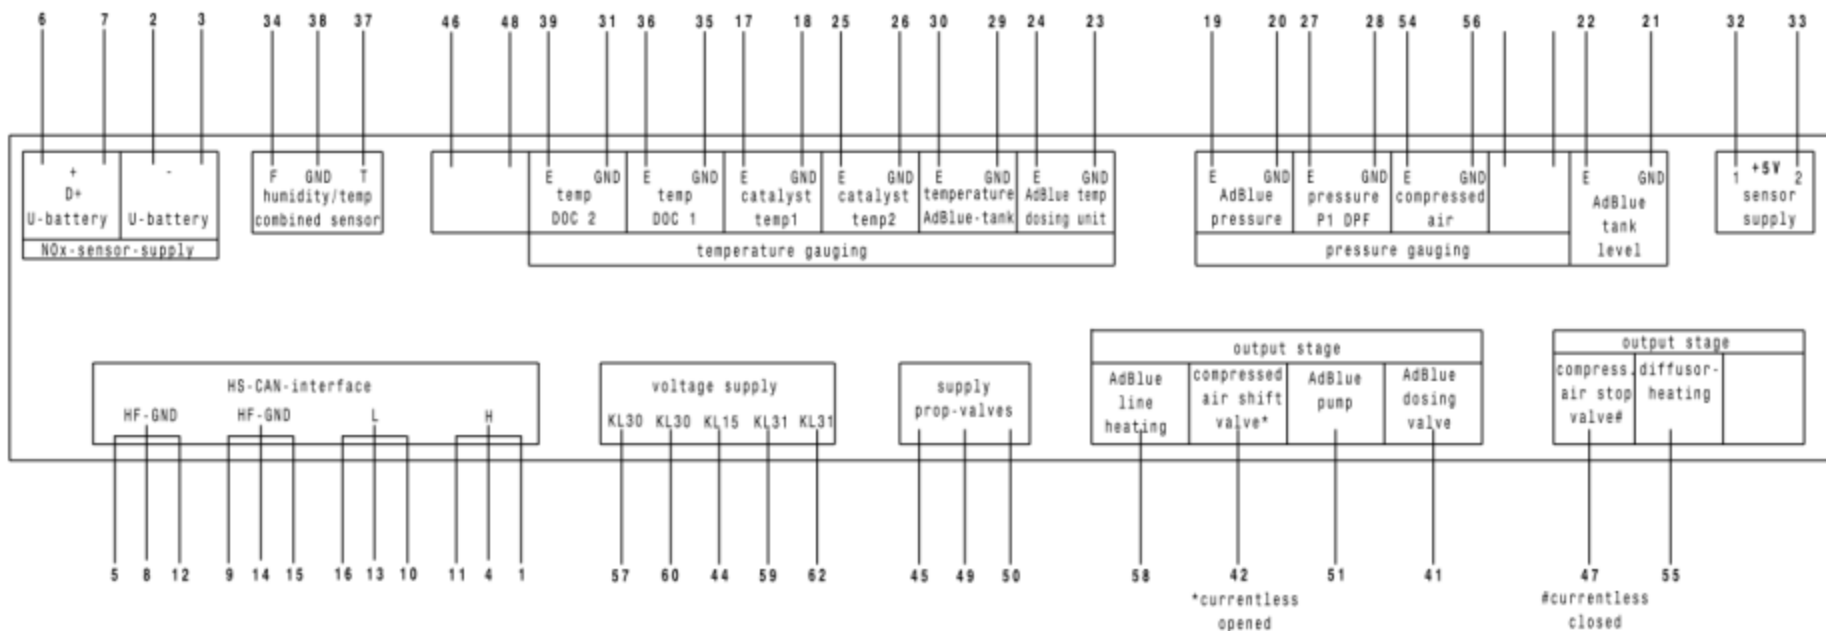 6 7 2 3 34 38 37 46 48 39 31 36 35 17 18 25 26 30 29 24 23 19 20 27 28 54 56 22 21 32 33
+ -
D+
U-battery U-battery
NOx-sensor-supply
F GND T
humidity/temp
combined sensor
E GND
temp
DOC 2
E GND
temp
DOC 1
E GND
catalyst
temp1
E GND
catalyst
temp2
E GND
temperature
AdBlue-tank
E GND
AdBlue temp
dosing unit
temperature gauging
E GND
AdBlue
pressure
E GND
pressure
P1 DPF
E GND
compressed
air
pressure gauging
E GND
AdBlue
tank
level
+5V
1 2
sensor
supply
HS-CAN-interface
HF-GND HF-GND L H
5 8 12 9 14 15 16 13 10 11 4 1
voltage supply
KL30 KL30 KL15 KL31 KL31
57 60 44 59 62
supply
prop-valves
45 49 50
output stage
AdBlue
line
heating
compressed
air shift
valve*
AdBlue
pump
AdBlue
dosing
valve
58 42 51 41
*currentless
opened
output stage
compress.
air stop
valve#
diffusor-
heating
47 55
#currentless
closed